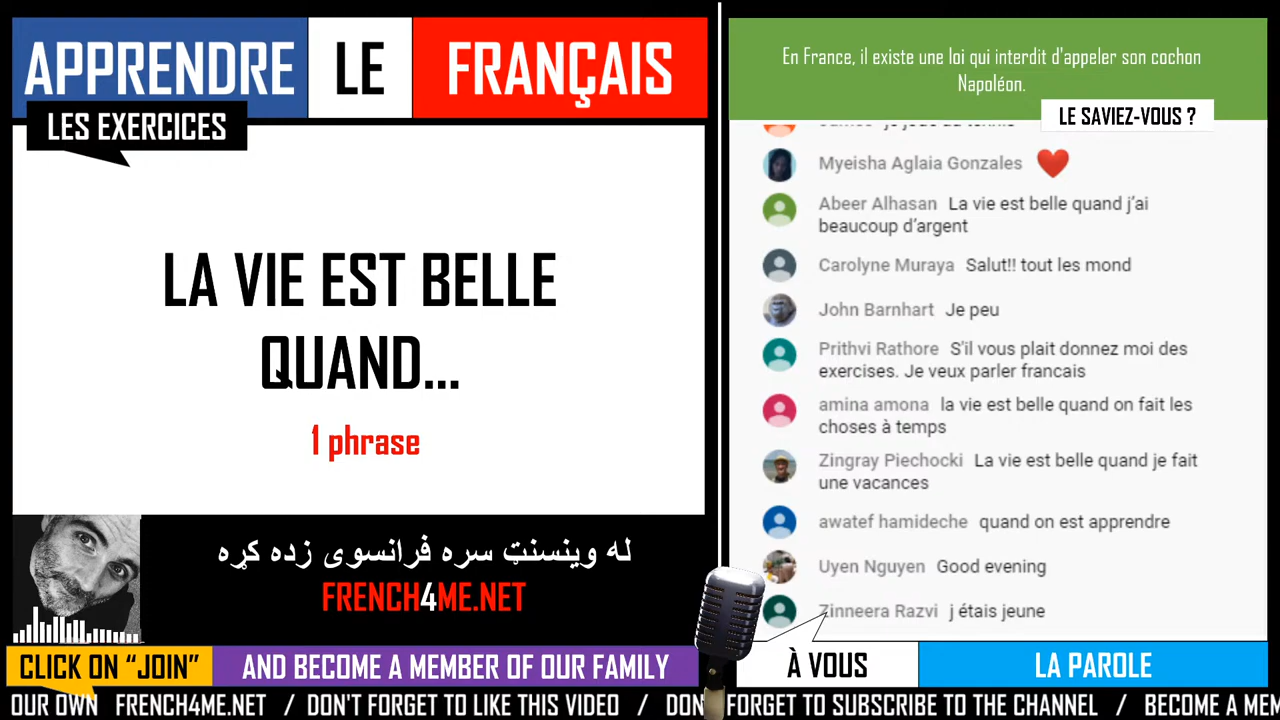 APPRENDRE LE FRANÇAIS
LES EXERCICES
LA VIE EST BELLE
QUAND...
1 phrase
له وينسنټ سره فرانسوی زده کړه
FRENCH4ME.NET
CLICK ON “JOIN” AND BECOME A MEMBER OF OUR FAMILY
En France, il existe une loi qui interdit d'appeler son cochon
Napoléon.
LE SAVIEZ-VOUS ?
Myeisha Aglaia Gonzales ❤️
Abeer Alhasan La vie est belle quand j’ai
beaucoup d’argent
Carolyne Muraya Salut!! tout les mond
John Barnhart Je peu
Prithvi Rathore S'il vous plait donnez moi des
exercises. Je veux parler francais
amina amona la vie est belle quand on fait les
choses à temps
Zingray Piechocki La vie est belle quand je fait
une vacances
awatef hamideche quand on est apprendre
Uyen Nguyen Good evening
Zinneera Razvi j étais jeune
À VOUS LA PAROLE
OUR OWN FRENCH4ME.NET / DON'T FORGET TO LIKE THIS VIDEO / DON FORGET TO SUBSCRIBE TO THE CHANNEL / BECOME A MEM